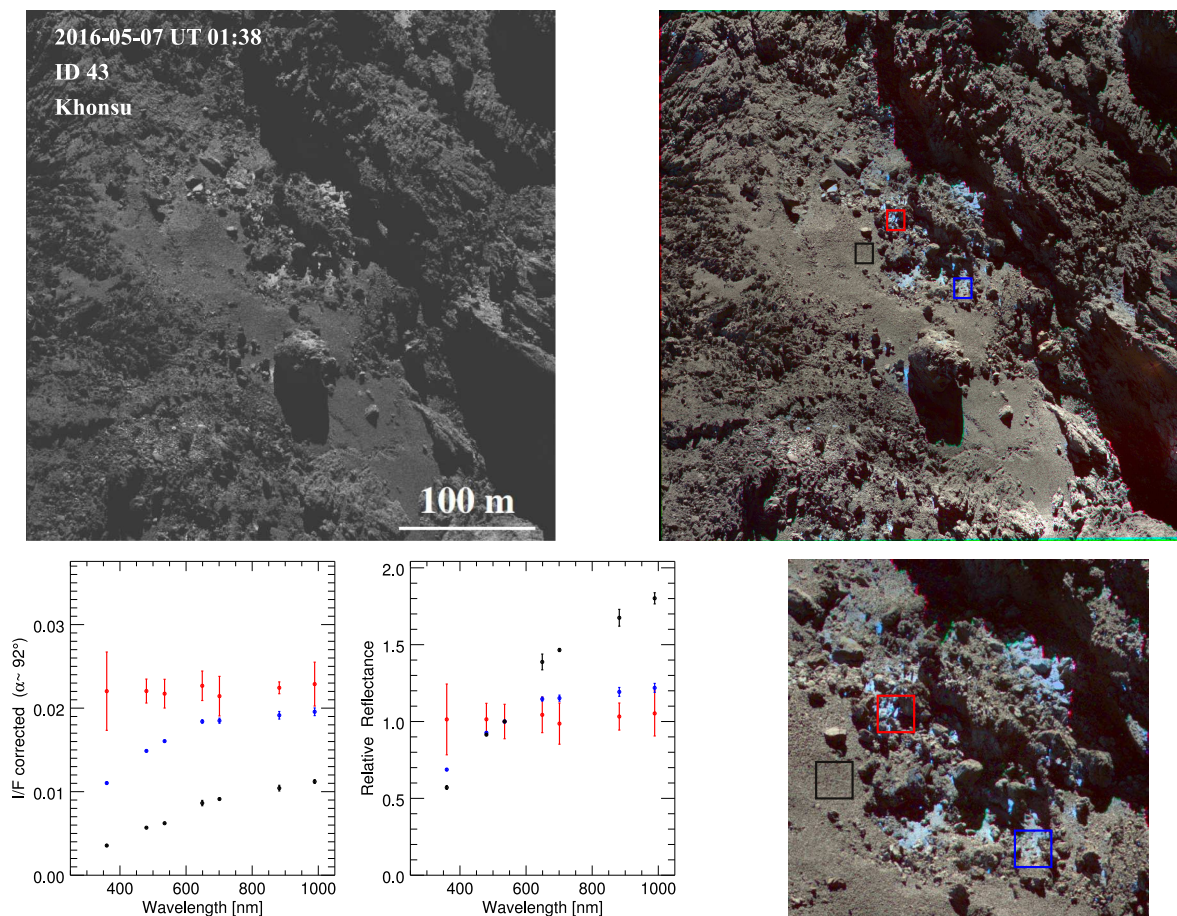 2016-05-07 UT 01:38
ID 43
Khonsu
100 m
I/F corrected (α~ 92°)
0.03
0.02
0.01
0.00
400 600 800 1000
Wavelength [nm]
Relative Reflectance
2.0
1.5
1.0
0.5
0.0
400 600 800 1000
Wavelength [nm]